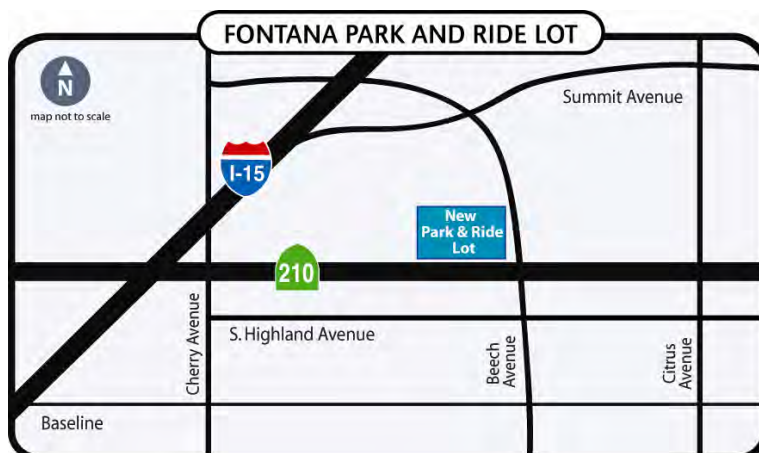 FONTANA PARK AND RIDE LOT
N
map not to scale
Summit Avenue
I-15
New
Park & Ride
Lot
210
Cherry Avenue
S. Highland Avenue
Beech
Avenue
Citrus
Avenue
Baseline